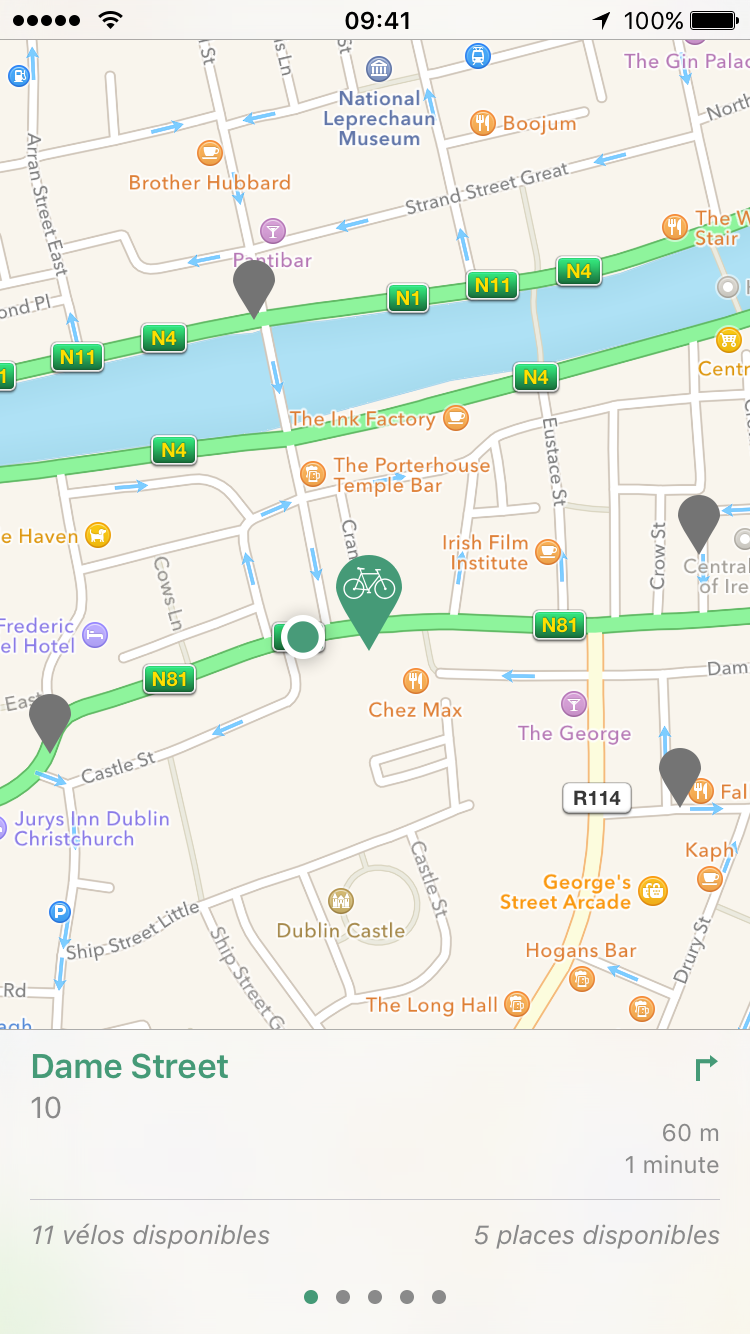 09:41
100%
The Gin Palac
National
Leprechaun
Museum
Boojum
North
Arran Street East
Brother Hubbard
Strand Street Great
The W
Stair
Pantibar
ond Pl
N4
N11
N1
N4
N11
1
N4
Centr
The Ink Factory
N4
The Porterhouse
Temple Bar
Eustace St
e Haven
Cran
Irish Film
Institute
Crow St
Central
of Ire
Cows Ln
Frederic
el Hotel
N81
N81
Dam
Chez Max
East
The George
Castle St
R114
Fal
Jurys Inn Dublin
Christchurch
Kaph
Castle St
George's
Street Arcade
Dublin Castle
Ship Street Little
Drury St
Ship Street G
Hogans Bar
Rd
The Long Hall
agh
Dame Street
10
60 m
1 minute
11 vélos disponibles
5 places disponibles